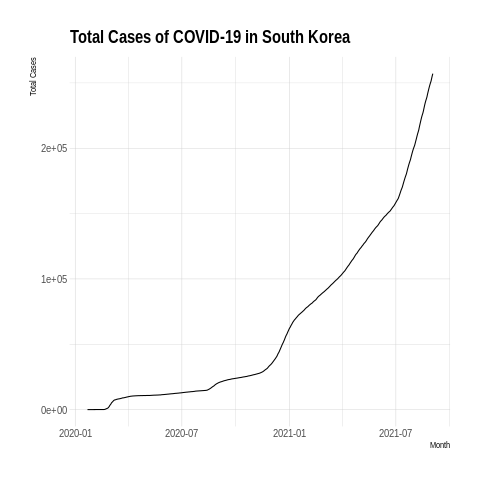 Total Cases of COVID-19 in South Korea
Total Cases
2e+05
1e+05
0e+00
2020-01 2020-07 2021-01 2021-07
Month